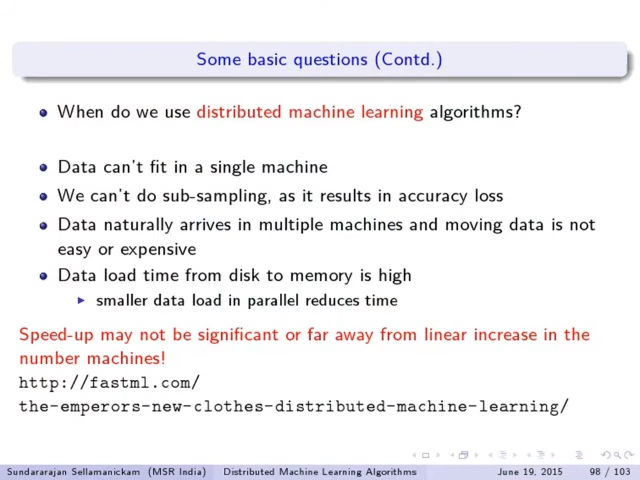 Some basic questions (Contd.)
When do we use distributed machine learning algorithms?
Data can't fit in a single machine
We can't do sub-sampling, as it results in accuracy loss
Data naturally arrives in multiple machines and moving data is not
easy or expensive
Data load time from disk to memory is high
smaller data load in parallel reduces time
Speed-up may not be significant or far away from linear increase in the
number machines!
http://fastml.com/
the-emperors-new-clothes-distributed-machine-learning/
Sundararajan Sellamanickam (MSR India) Distributed Machine Learning Algorithms June 19, 2015 98 / 103